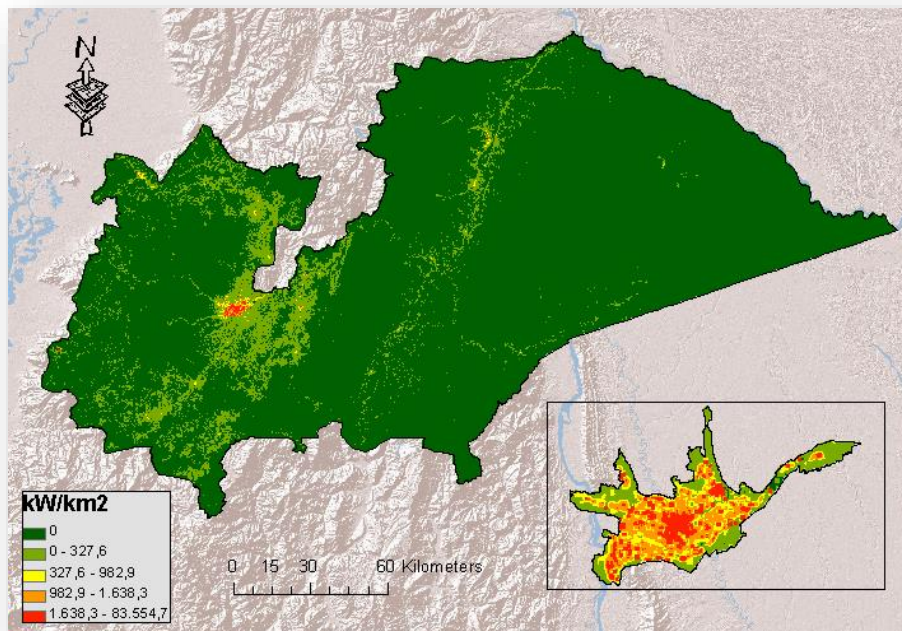 N
kW/km2
0
0 - 327,6
327,6 - 982,9
982,9 - 1.638,3
1.638,3 - 83.554,7
0 15 30 60 Kilometers